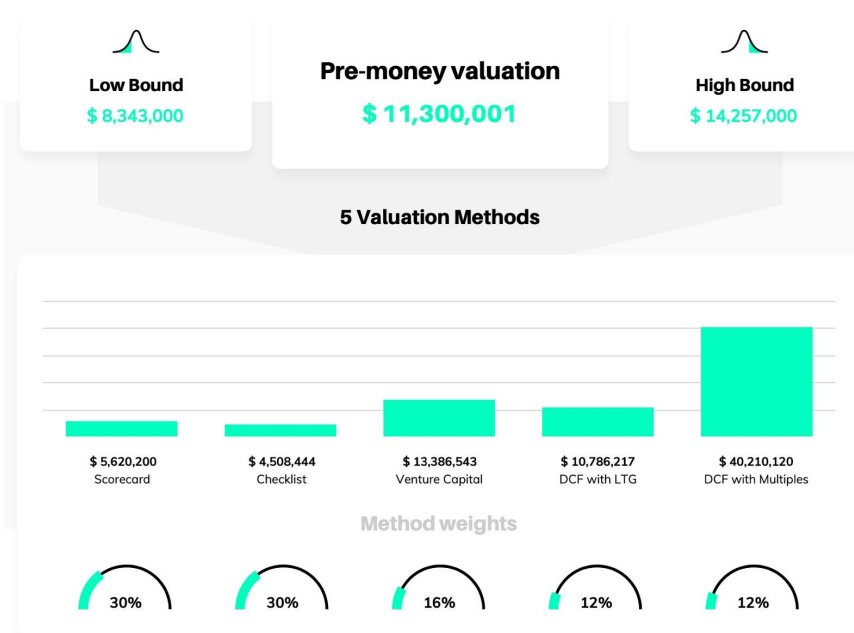 Low Bound
$ 8,343,000
Pre-money valuation
$ 11,300,001
High Bound
$ 14,257,000
5 Valuation Methods
$ 5,620,200
Scorecard
$ 4,508,444
Checklist
$ 13,386,543
Venture Capital
$ 10,786,217
DCF with LTG
$ 40,210,120
DCF with Multiples
Method weights
30%
30%
16%
12%
12%